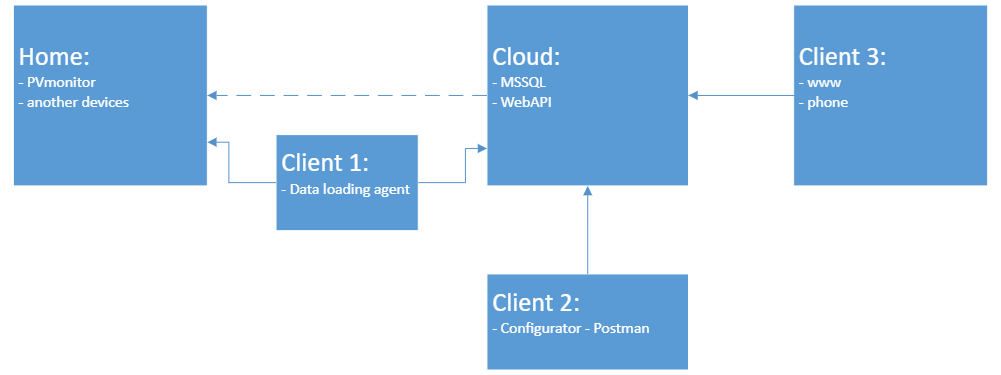 Home:
- PVmonitor
- another devices
Client 1:
- Data loading agent
Cloud:
- MSSQL
- WebAPI
Client 2:
- Configurator - Postman
Client 3:
- www
- phone